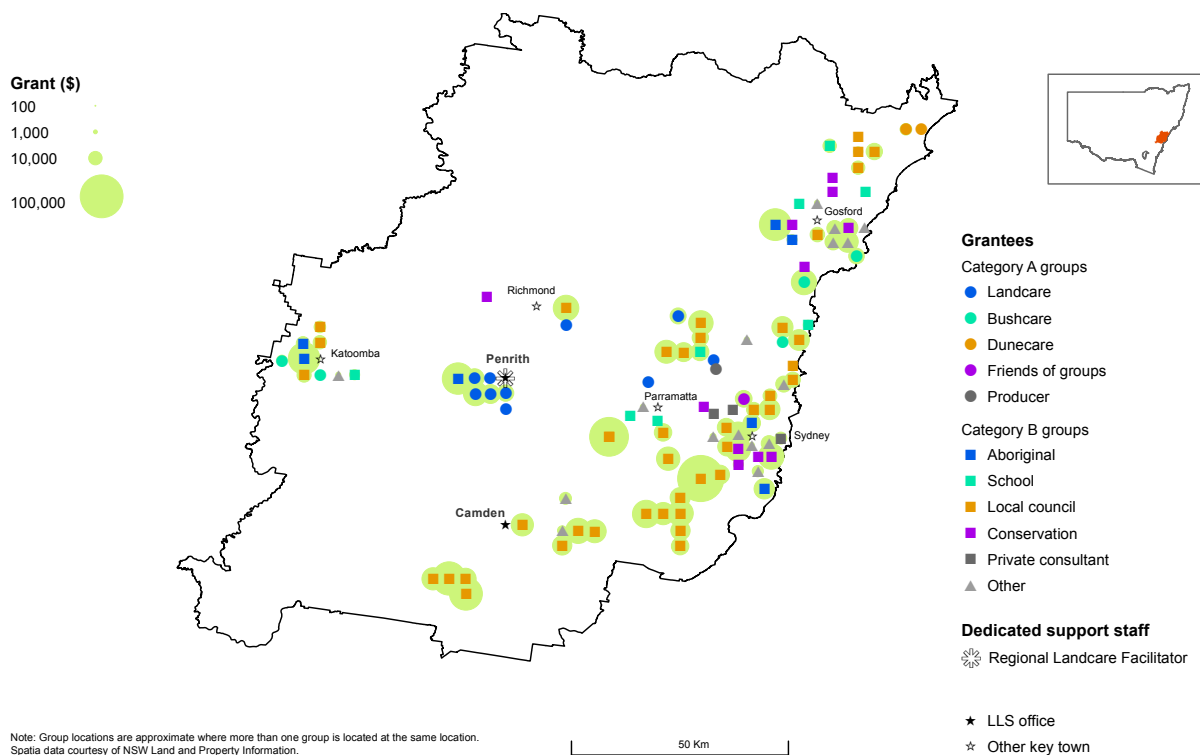 Grant ($)
100
1,000
10,000
100,000
Gosford
Richmond
Katoomba
Penrith
Parramatta
Sydney
Camden
Grantees
Category A groups
Landcare
Bushcare
Dunecare
Friends of groups
Producer
Category B groups
Aboriginal
School
Local council
Conservation
Private consultant
Other
Dedicated support staff
Regional Landcare Facilitator
LLS office
Other key town
Note: Group locations are approximate where more than one group is located at the same location.
Spatia data courtesy of NSW Land and Property Information.
50 Km